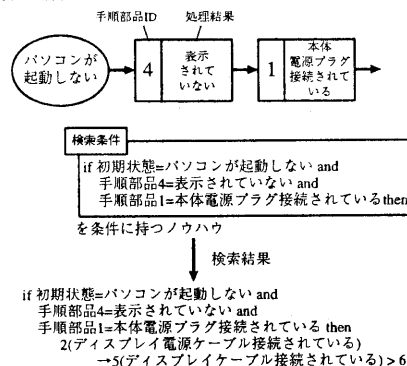 手順部品ID 処理結果
パソコンが
起動しない
4
表示
されて
いない
1
本体
電源プラグ
接続されて
いる
検索条件
if 初期状態=パソコンが起動しない and
手順部品4=表示されていない and
手順部品1=本体電源プラグ接続されているthen
を条件に持つノウハウ
検索結果
if 初期状態=パソコンが起動しない and
手順部品4=表示されていない and
手順部品1=本体電源プラグ接続されている then
2(ディスプレイ電源ケーブル接続されている)
→5(ディスプレイケーブル接続されている)>6